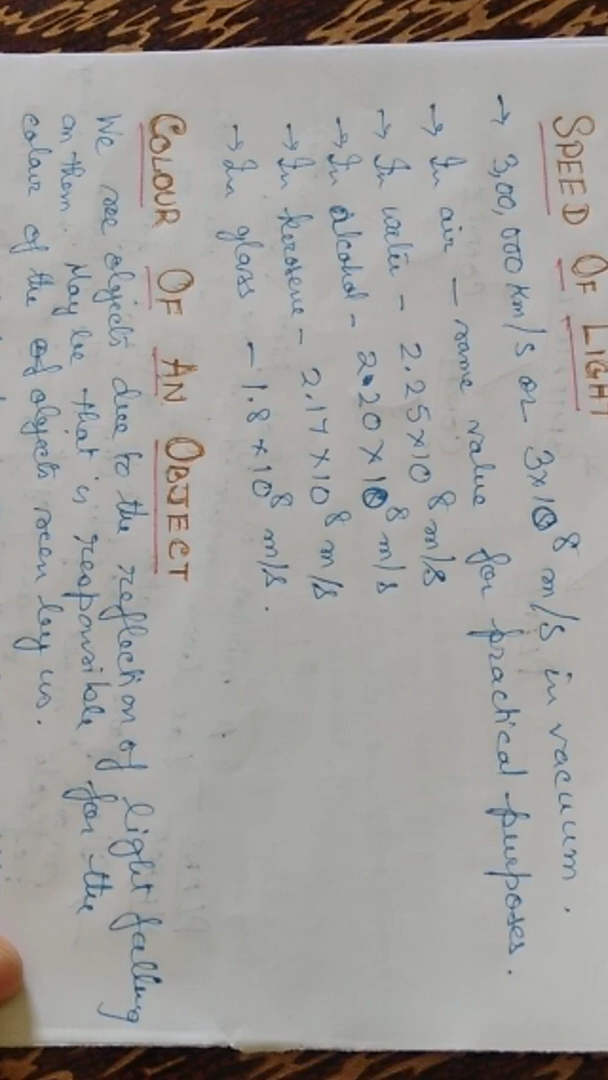 SPEED OF LIGHT
→ 3,00,000 Km/s or 3×10⁸ m/s in vacuum.
→ In air – same value for practical purposes.
→ In water – 2.25×10⁸ m/s
→ In alcohol – 2.20×10⁸ m/s
→ In kerosene – 2.17×10⁸ m/s
→ In glass – 1.8×10⁸ m/s.
COLOUR OF AN OBJECT
We see objects due to the reflection of light falling
on them. May be that is responsible for the
colour of the of objects seen by us.